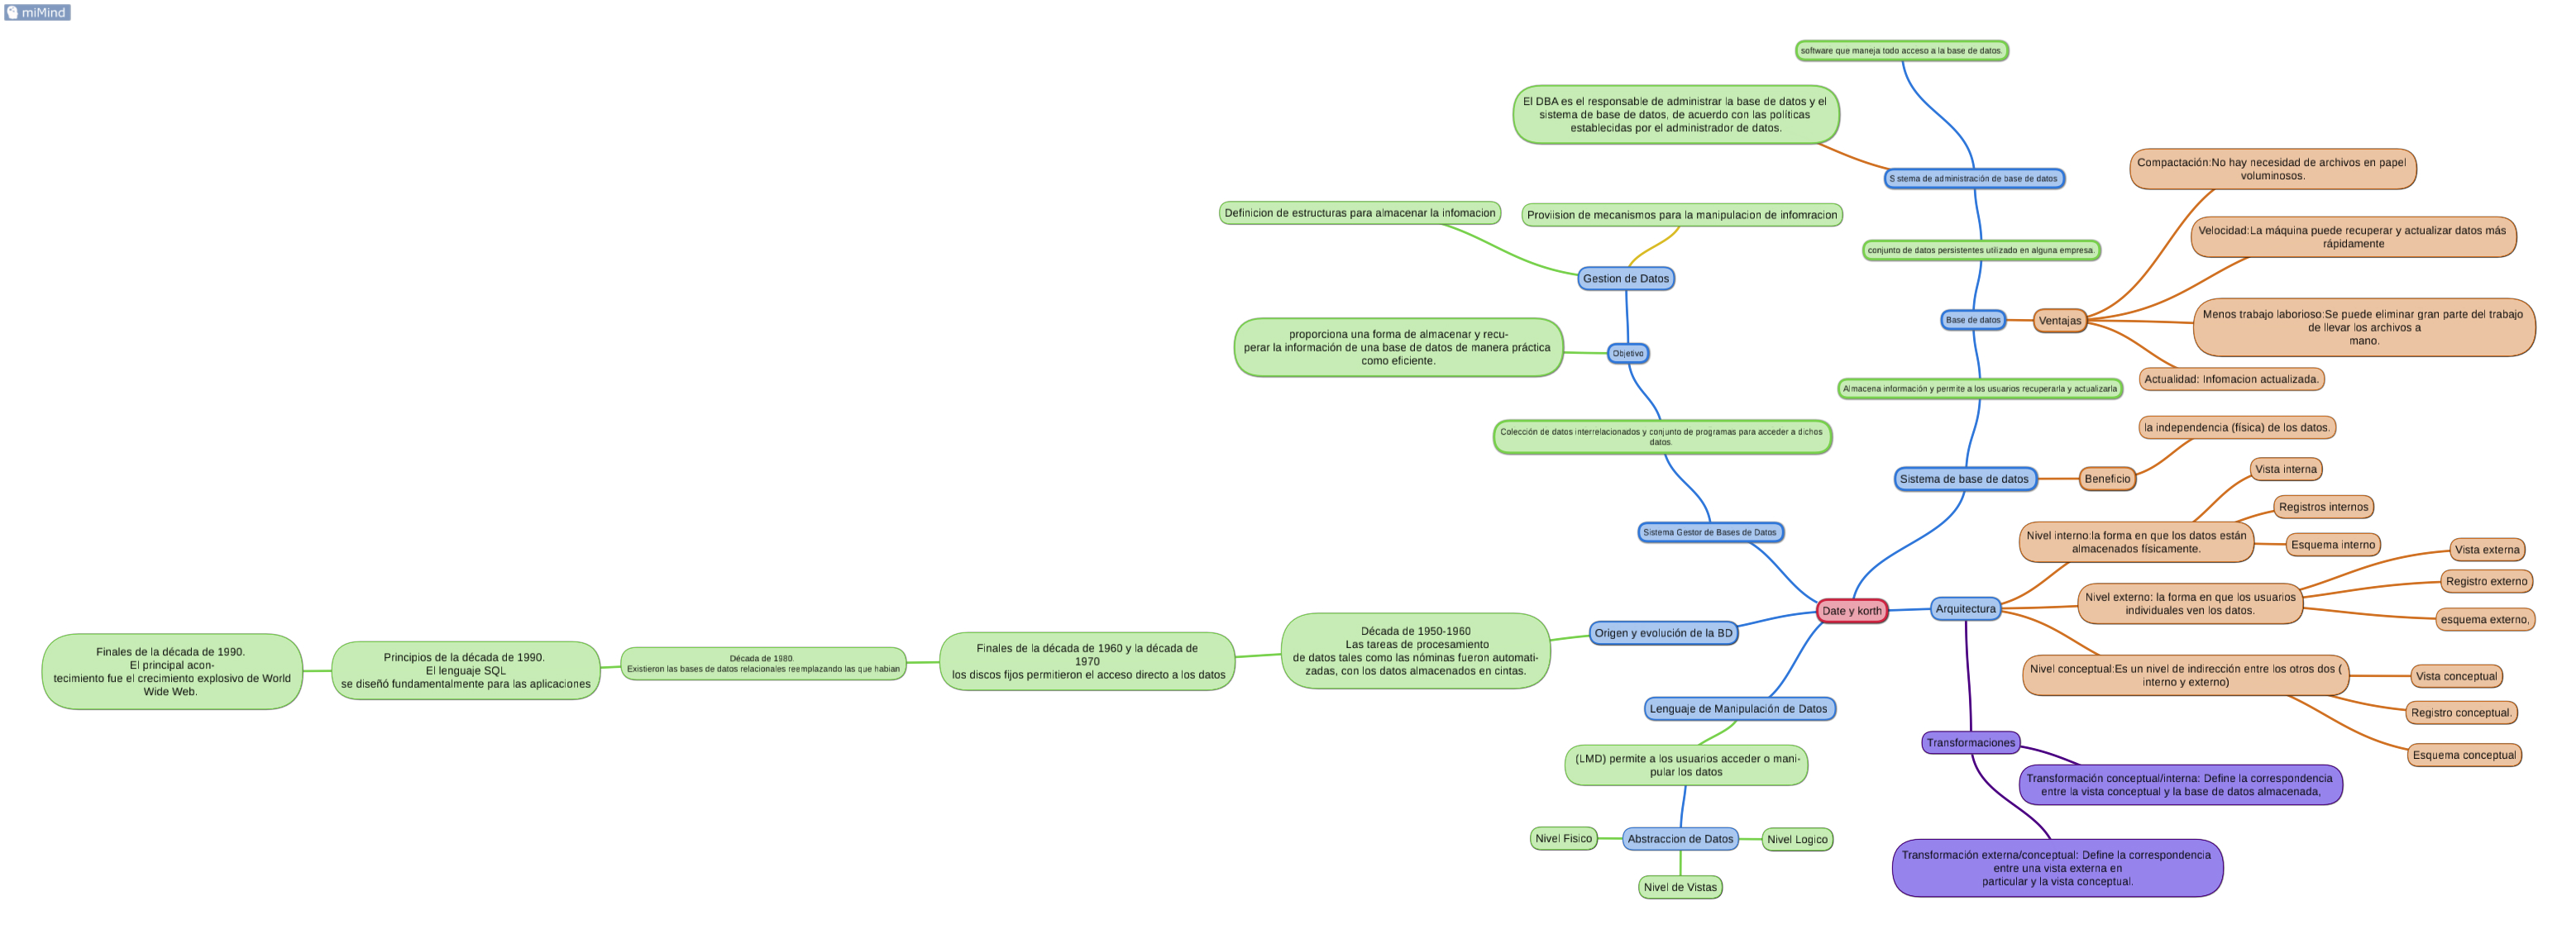 miMind
software que maneja todo acceso a la base de datos.
El DBA es el responsable de administrar la base de datos y el
sistema de base de datos, de acuerdo con las políticas
establecidas por el administrador de datos.
Sistema de administración de base de datos
Definicion de estructuras para almacenar la infomacion
Proviision de mecanismos para la manipulacion de infomracion
conjunto de datos persistentes utilizado en alguna empresa.
Gestion de Datos
Compactación:No hay necesidad de archivos en papel
voluminosos.
Velocidad:La máquina puede recuperar y actualizar datos más
rápidamente
Base de datos
Ventajas
Menos trabajo laborioso:Se puede eliminar gran parte del trabajo
de llevar los archivos a
mano.
Actualidad: Infomacion actualizada.
proporciona una forma de almacenar y recu-
perar la información de una base de datos de manera práctica
como eficiente.
Objetivo
Almacena información y permite a los usuarios recuperarla y actualizarla
Colección de datos interrelacionados y conjunto de programas para acceder a dichos
datos.
la independencia (física) de los datos.
Sistema de base de datos
Beneficio
Vista interna
Registros internos
Sistema Gestor de Bases de Datos
Nivel interno:la forma en que los datos están
almacenados físicamente.
Esquema interno
Vista externa
Registro externo
Nivel externo: la forma en que los usuarios
individuales ven los datos.
esquema externo,
Date y korth
Arquitectura
Origen y evolución de la BD
Década de 1950-1960
Las tareas de procesamiento
de datos tales como las nóminas fueron automati-
zadas, con los datos almacenados en cintas.
Finales de la década de 1960 y la década de
1970
los discos fijos permitieron el acceso directo a los datos
Década de 1980.
Existieron las bases de datos relacionales reemplazando las que habian
Principios de la década de 1990.
El lenguaje SQL
se diseñó fundamentalmente para las aplicaciones
Finales de la década de 1990.
El principal acon-
tecimiento fue el crecimiento explosivo de World
Wide Web.
Nivel conceptual:Es un nivel de indirección entre los otros dos (
interno y externo)
Vista conceptual
Registro conceptual.
Esquema conceptual
Lenguaje de Manipulación de Datos
Transformaciones
(LMD) permite a los usuarios acceder o mani-
pular los datos
Transformación conceptual/interna: Define la correspondencia
entre la vista conceptual y la base de datos almacenada,
Nivel Fisico
Abstraccion de Datos
Nivel Logico
Nivel de Vistas
Transformación externa/conceptual: Define la correspondencia
entre una vista externa en
particular y la vista conceptual.